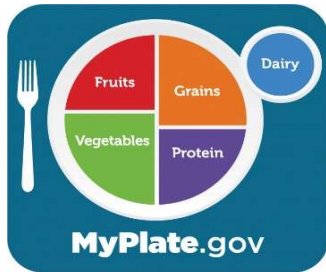 Dairy
Fruits
Grains
Vegetables
Protein
MyPlate.gov